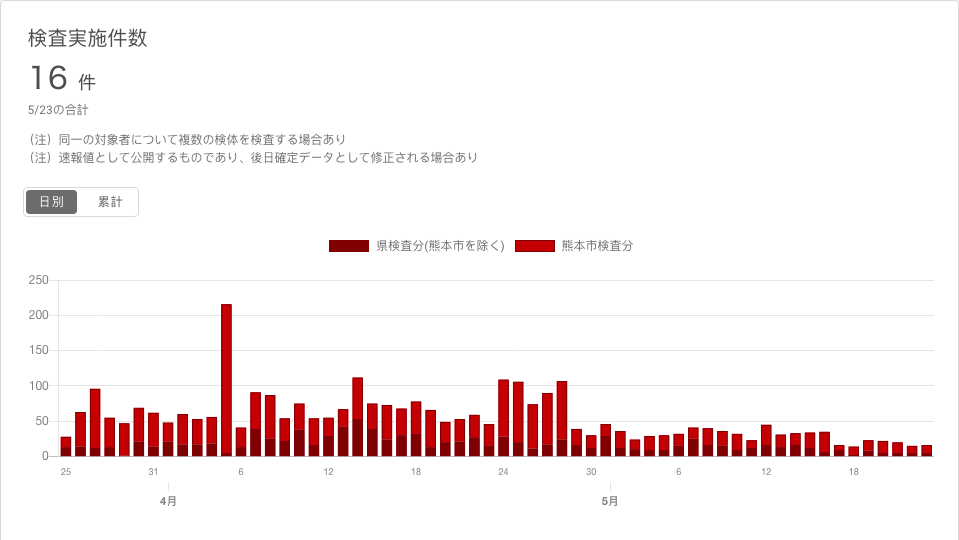 検査実施件数
16 件
5/23の合計
（注）同一の対象者について複数の検体を検査する場合あり
（注）速報値として公開するものであり、後日確定データとして修正される場合あり
日別 累計
県検査分(熊本市を除く) 熊本市検査分
250
200
150
100
50
0
25 31 6 12 18 24 30 6 12 18
4月 5月